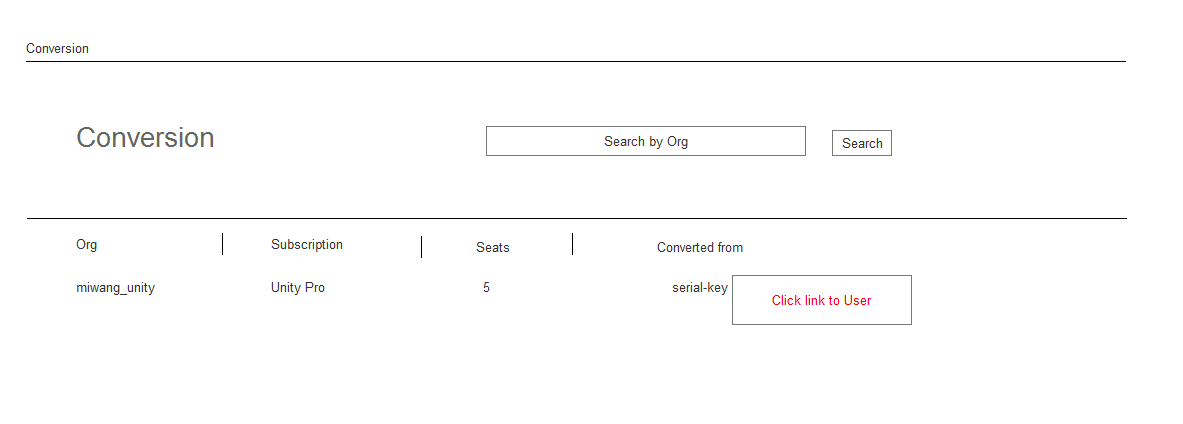 Conversion
Conversion
Search by Org
Search
Org
Subscription
Seats
Converted from
miwang_unity
Unity Pro
5
serial-key
Click link to User